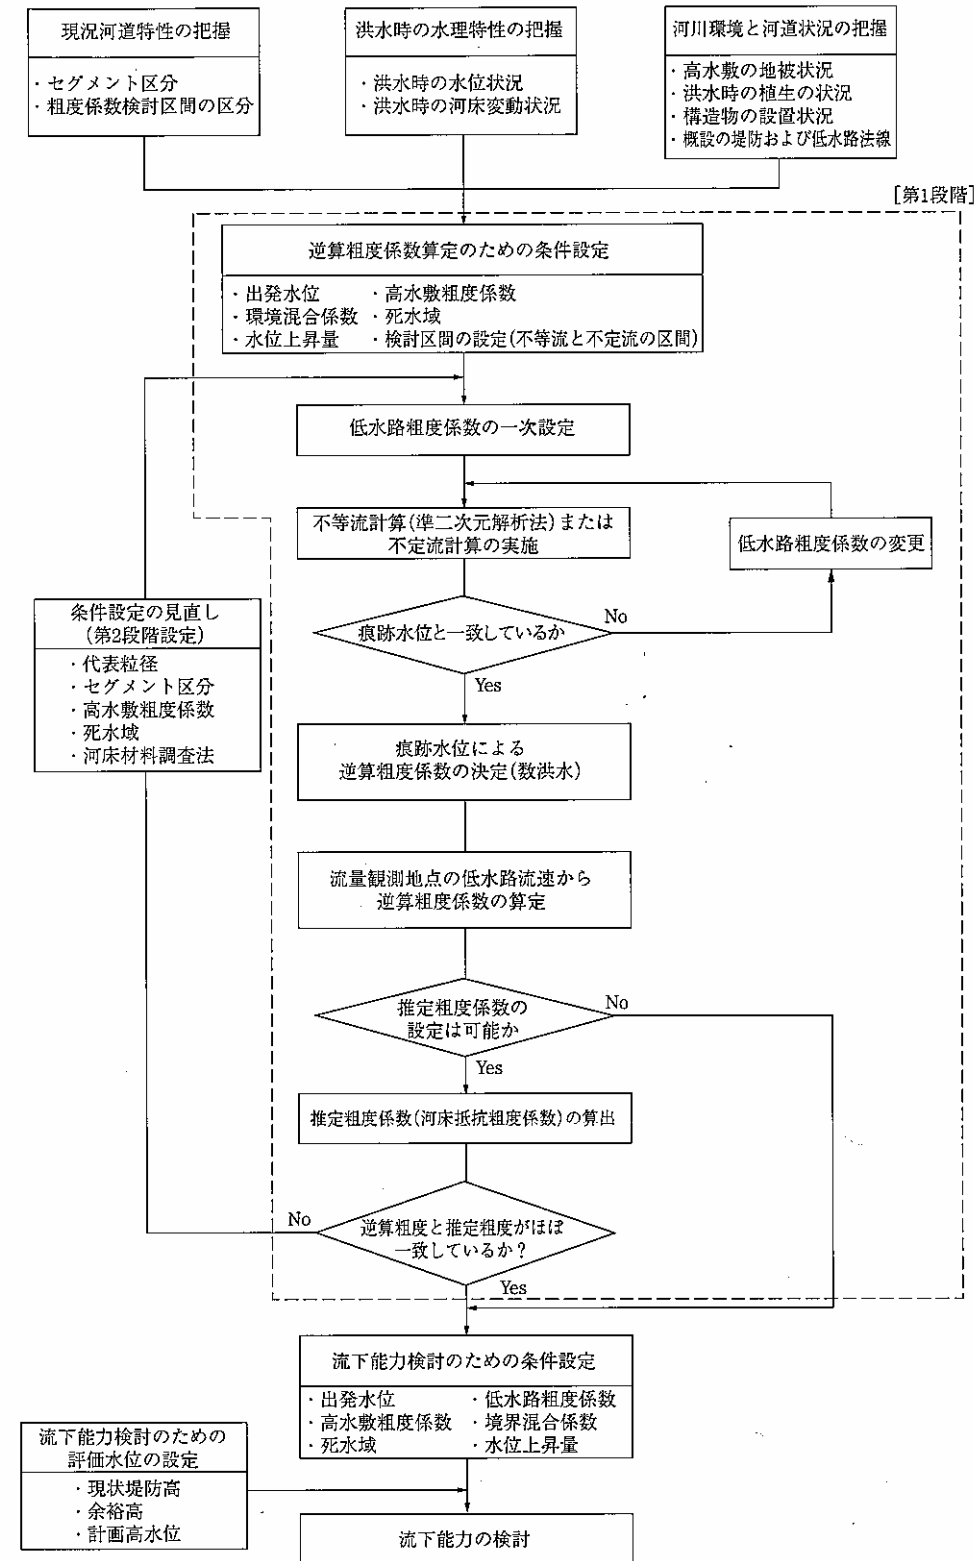 現況河道特性の把握
・セグメント区分
・粗度係数検討区間の区分
洪水時の水理特性の把握
・洪水時の水位状況
・洪水時の河床変動状況
河川環境と河道状況の把握
・高水敷の地被状況
・洪水時の植生の状況
・構造物の設置状況
・概設の堤防および低水路法線
[第1段階]
逆算粗度係数算定のための条件設定
・出発水位 ・高水敷粗度係数
・環境混合係数 ・死水域
・水位上昇量 ・検討区間の設定(不等流と不定流の区間)
低水路粗度係数の一次設定
不等流計算(準二次元解析法)または
不定流計算の実施
低水路粗度係数の変更
痕跡水位と一致しているか
No
Yes
条件設定の見直し
(第2段階設定)
・代表粒径
・セグメント区分
・高水敷粗度係数
・死水域
・河床材料調査法
痕跡水位による
逆算粗度係数の決定(数洪水)
流量観測地点の低水路流速から
逆算粗度係数の算定
推定粗度係数の
設定は可能か
No
Yes
推定粗度係数(河床抵抗粗度係数)の算出
逆算粗度と推定粗度がほぼ
一致しているか?
No
Yes
流下能力検討のための条件設定
・出発水位 ・低水路粗度係数
・高水敷粗度係数 ・境界混合係数
・死水域 ・水位上昇量
流下能力検討のための
評価水位の設定
・現状堤防高
・余裕高
・計画高水位
流下能力の検討